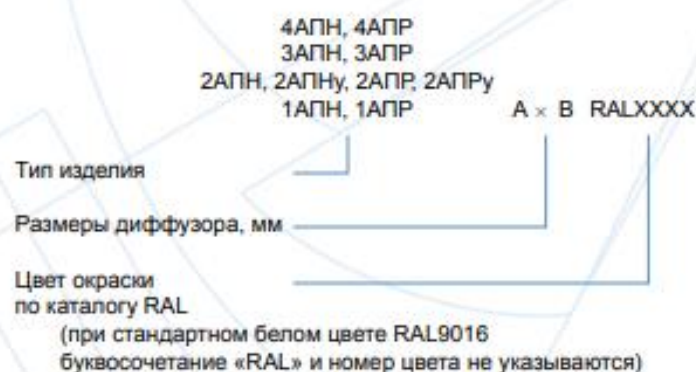 4АПН, 4АПР
3АПН, 3АПР
2АПН, 2АПНу, 2АПР, 2АПРу
1АПН, 1АПР А × В RALXXXX
Тип изделия
Размеры диффузора, мм
Цвет окраски
по каталогу RAL
(при стандартном белом цвете RAL9016
буквосочетание «RAL» и номер цвета не указываются)